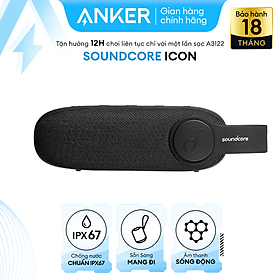 ANKER
Giao hàng
chính hãng
Bảo hành
18
THÁNG
Tận hưởng 12H chơi liên tục chỉ với một lần sạc A3122
SOUNDCORE ICON
soundcore
IPX67
Chống nước
CHUẨN IPX67
Sẵn Sàng
MANG ĐI
Âm thanh
SỐNG ĐỘNG